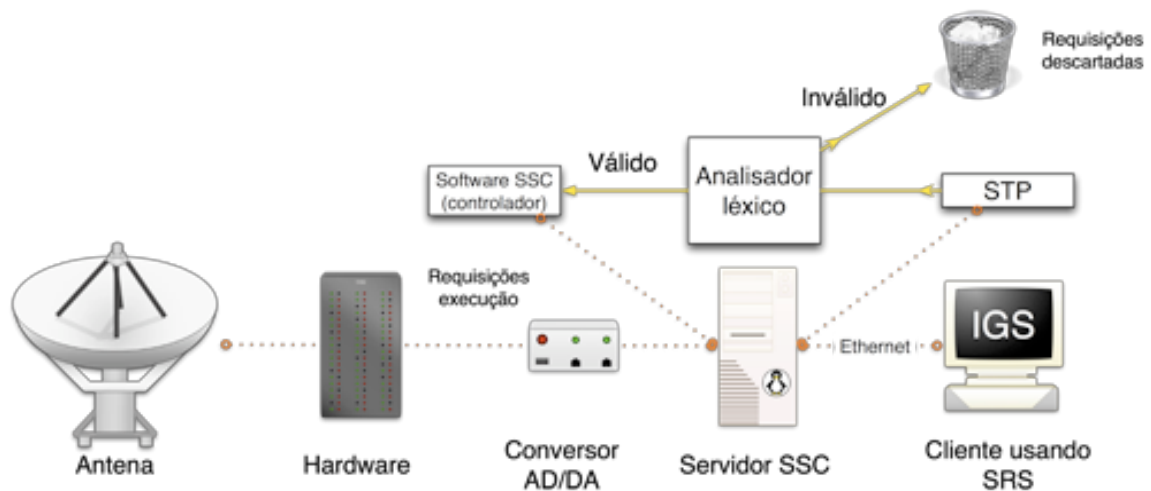 Requisições
descartadas
Inválido
Válido
Analisador
léxico
Software SSC
(controlador)
STP
Requisições
execução
Ethernet
IGS
Antena
Hardware
Conversor
AD/DA
Servidor SSC
Cliente usando
SRS